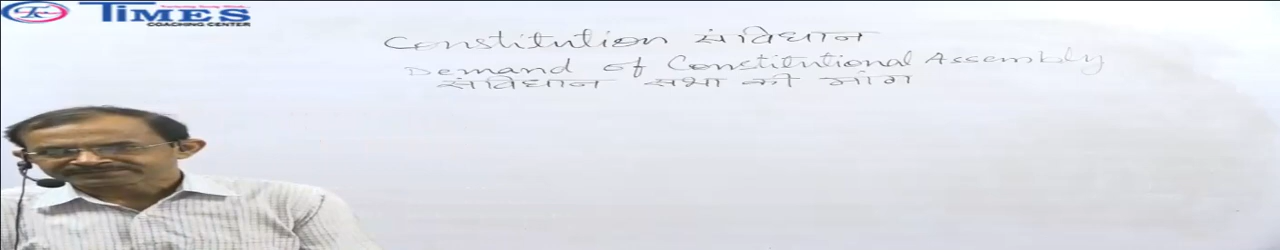 TIMES
COACHING CENTER
Constitution संविधान
Demand of Constitutional Assembly
संविधान सभा की मांग